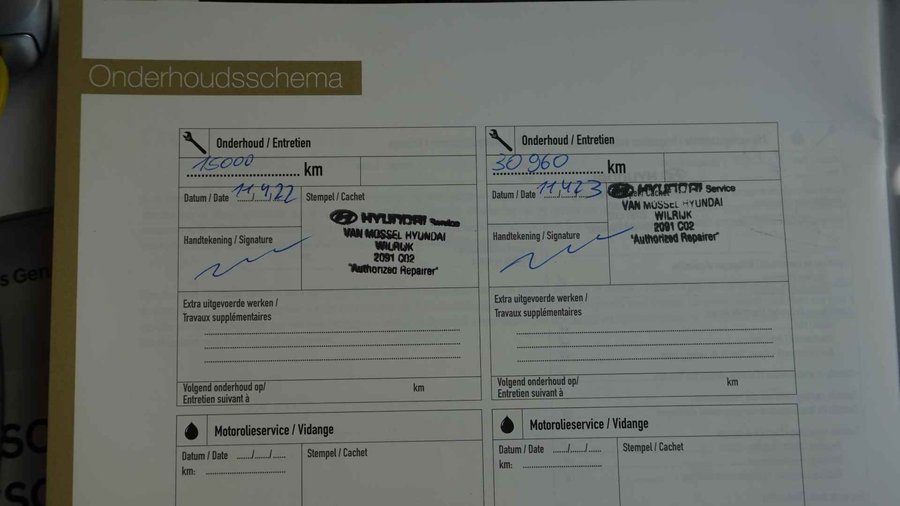 Onderhoudsschema
Onderhoud / Entretien
15000 km
Datum / Date 11.4.22
Stempel / Cachet
HYUNDAI Service
VAN MOSSEL HYUNDAI
WILRIJK
2091 C02
"Authorized Repairer"
Handtekening / Signature
Extra uitgevoerde werken /
Travaux supplémentaires
Volgend onderhoud op/
Entretien suivant à
km
Onderhoud / Entretien
30960 km
Datum / Date 11.4.23
Cachet
HYUNDAI Service
VAN MOSSEL HYUNDAI
WILRIJK
2091 C02
"Authorized Repairer"
Handtekening / Signature
Extra uitgevoerde werken /
Travaux supplémentaires
Volgend onderhoud op/
Entretien suivant à
km
Motorolieservice / Vidange
Datum / Date ....../....../......
km:
Stempel / Cachet
Motorolieservice / Vidange
Datum / Date ....../....../......
km:
Stempel / Cachet